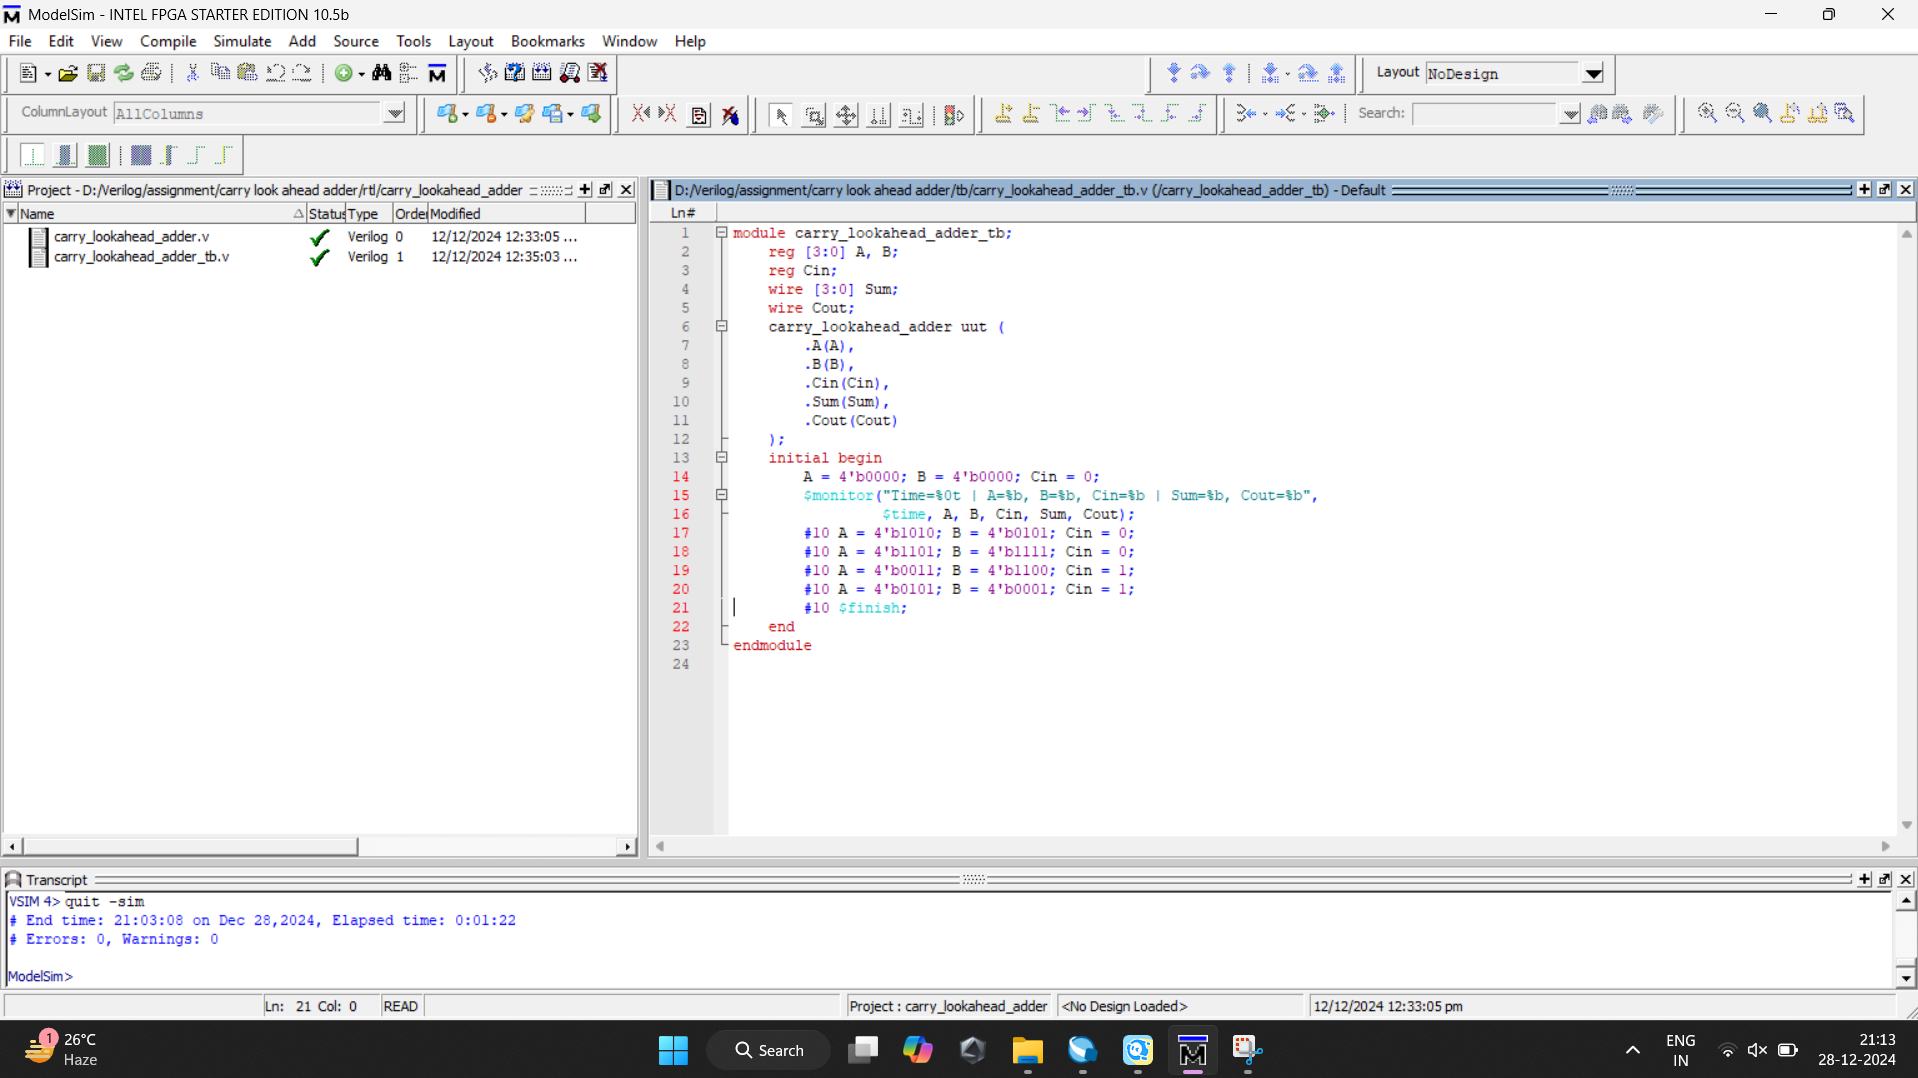 ModelSim - INTEL FPGA STARTER EDITION 10.5b
File Edit View Compile Simulate Add Source Tools Layout Bookmarks Window Help
Layout NoDesign
ColumnLayout AllColumns
Search:
Project - D:/Verilog/assignment/carry look ahead adder/rtl/carry_lookahead_adder
Name Status Type Order Modified
carry_lookahead_adder.v Verilog 0 12/12/2024 12:33:05 ...
carry_lookahead_adder_tb.v Verilog 1 12/12/2024 12:35:03 ...
D:/Verilog/assignment/carry look ahead adder/tb/carry_lookahead_adder_tb.v (/carry_lookahead_adder_tb) - Default
Ln#
1 module carry_lookahead_adder_tb;
2 reg [3:0] A, B;
3 reg Cin;
4 wire [3:0] Sum;
5 wire Cout;
6 carry_lookahead_adder uut (
7 .A(A),
8 .B(B),
9 .Cin(Cin),
10 .Sum(Sum),
11 .Cout(Cout)
12 );
13 initial begin
14 A = 4'b0000; B = 4'b0000; Cin = 0;
15 $monitor("Time=%0t | A=%b, B=%b, Cin=%b | Sum=%b, Cout=%b",
16 $time, A, B, Cin, Sum, Cout);
17 #10 A = 4'b1010; B = 4'b0101; Cin = 0;
18 #10 A = 4'b1101; B = 4'b1111; Cin = 0;
19 #10 A = 4'b0011; B = 4'b1100; Cin = 1;
20 #10 A = 4'b0101; B = 4'b0001; Cin = 1;
21 #10 $finish;
22 end
23 endmodule
24
Transcript
VSIM 4> quit -sim
# End time: 21:03:08 on Dec 28,2024, Elapsed time: 0:01:22
# Errors: 0, Warnings: 0
ModelSim>
Ln: 21 Col: 0 READ Project : carry_lookahead_adder <No Design Loaded> 12/12/2024 12:33:05 pm
1
26°C
Haze
Search
ENG
IN
21:13
28-12-2024